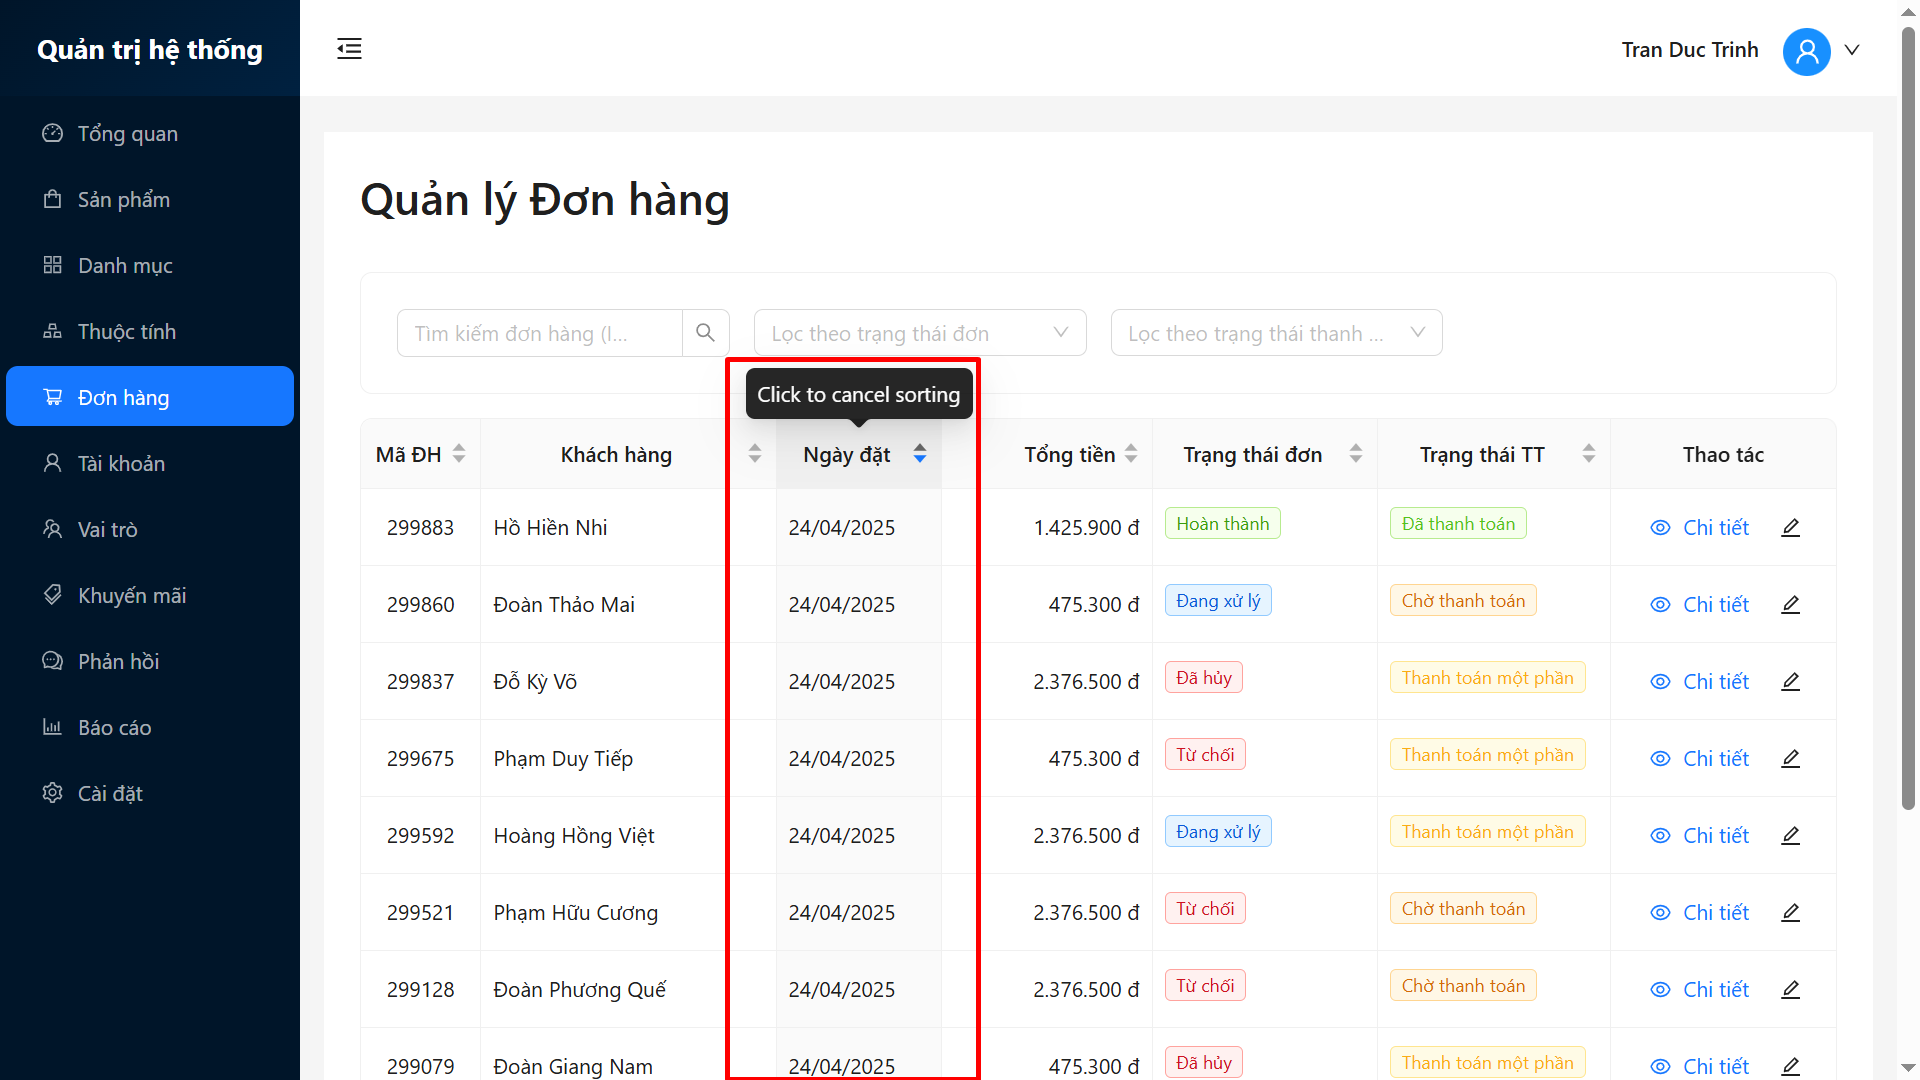 Quản trị hệ thống
Tran Duc Trinh
Tổng quan
Sản phẩm
Danh mục
Thuộc tính
Đơn hàng
Tài khoản
Vai trò
Khuyến mãi
Phản hồi
Báo cáo
Cài đặt
Quản lý Đơn hàng
Tìm kiếm đơn hàng (I...
Lọc theo trạng thái đơn
Lọc theo trạng thái thanh ...
Click to cancel sorting
Mã ĐH Khách hàng Ngày đặt Tổng tiền Trạng thái đơn Trạng thái TT Thao tác
299883 Hồ Hiền Nhi 24/04/2025 1.425.900 đ Hoàn thành Đã thanh toán Chi tiết
299860 Đoàn Thảo Mai 24/04/2025 475.300 đ Đang xử lý Chờ thanh toán Chi tiết
299837 Đỗ Kỳ Võ 24/04/2025 2.376.500 đ Đã hủy Thanh toán một phần Chi tiết
299675 Phạm Duy Tiếp 24/04/2025 475.300 đ Từ chối Thanh toán một phần Chi tiết
299592 Hoàng Hồng Việt 24/04/2025 2.376.500 đ Đang xử lý Thanh toán một phần Chi tiết
299521 Phạm Hữu Cương 24/04/2025 2.376.500 đ Từ chối Chờ thanh toán Chi tiết
299128 Đoàn Phương Quế 24/04/2025 2.376.500 đ Từ chối Chờ thanh toán Chi tiết
299079 Đoàn Giang Nam 24/04/2025 475.300 đ Đã hủy Thanh toán một phần Chi tiết